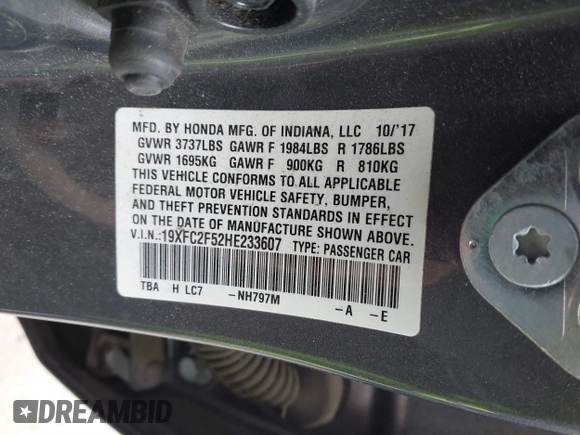 MFD. BY HONDA MFG. OF INDIANA, LLC 10/'17
GVWR 3737LBS GAWR F 1984LBS R 1786LBS
GVWR 1695KG GAWR F 900KG R 810KG
THIS VEHICLE CONFORMS TO ALL APPLICABLE
FEDERAL MOTOR VEHICLE SAFETY, BUMPER,
AND THEFT PREVENTION STANDARDS IN EFFECT
ON THE DATE OF MANUFACTURE SHOWN ABOVE.
V.I.N.:19XFC2F52HE233607 TYPE: PASSENGER CAR
TBA H LC7 -NH797M -A -E
DREAMBID